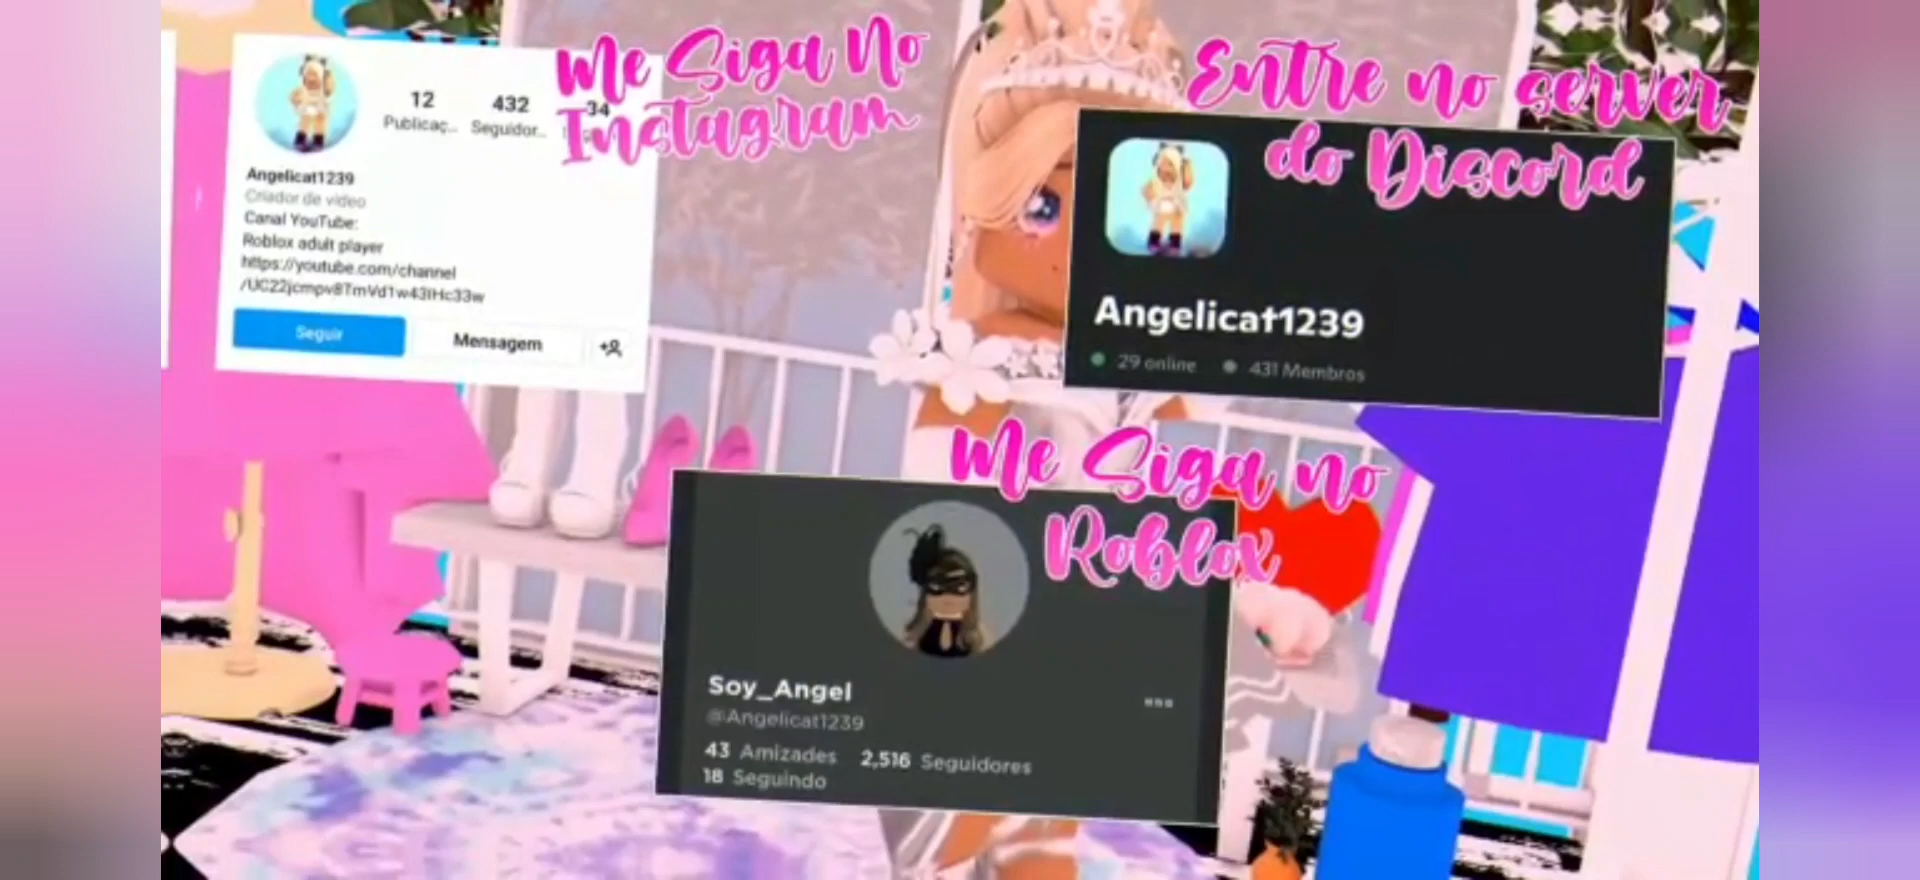 Me Siga No
Instagram
12 432 34
Publicaç... Seguidor...
Angelicat1239
Criador de vídeo
Canal YouTube:
Roblox adult player
https://youtube.com/channel
Seguir Mensagem
Entre no server
do Discord
Angelicat1239
29 online 431 Membros
Me Siga no
Roblox
Soy_Angel
@Angelicat1239
43 Amizades 2,516 Seguidores
18 Seguindo